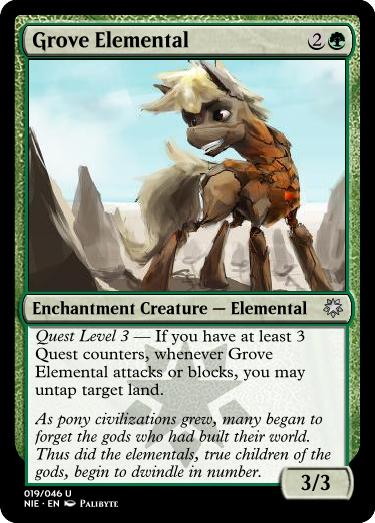 Grove Elemental 2
Enchantment Creature — Elemental
Quest Level 3 — If you have at least 3
Quest counters, whenever Grove
Elemental attacks or blocks, you may
untap target land.
As pony civilizations grew, many began to
forget the gods who had built their world.
Thus did the elementals, true children of the
gods, begin to dwindle in number.
3/3
019/046 U
NIE • EN Palibyte